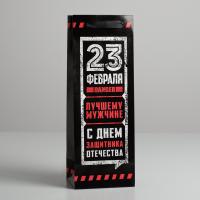 23
ФЕВРАЛЯ
DANGER
ЛУЧШЕМУ
МУЖЧИНЕ
С ДНЕМ
ЗАЩИТНИКА
ОТЕЧЕСТВА